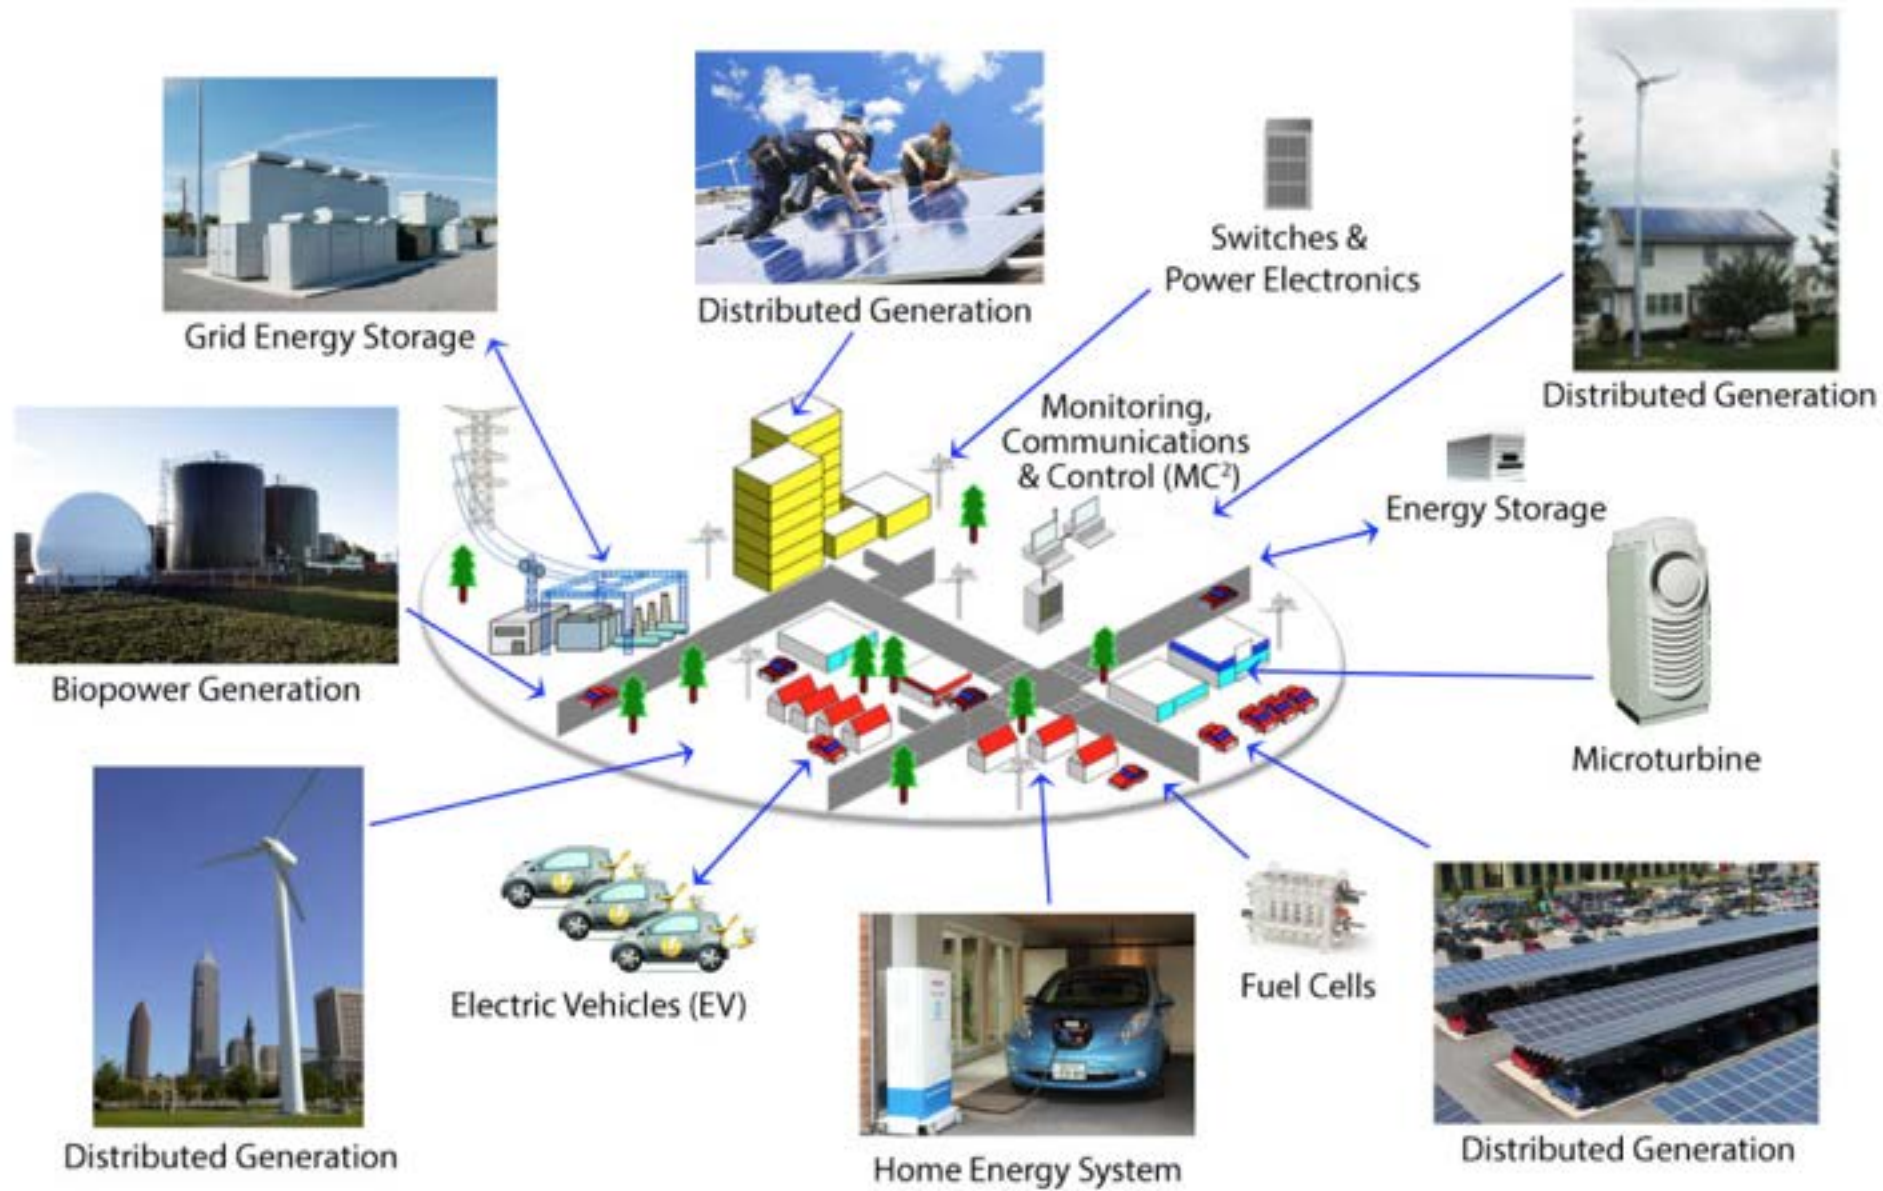 Grid Energy Storage
Distributed Generation
Switches &
Power Electronics
Distributed Generation
Monitoring,
Communications
& Control (MC²)
Energy Storage
Biopower Generation
Microturbine
Electric Vehicles (EV)
Fuel Cells
Distributed Generation
Home Energy System
Distributed Generation